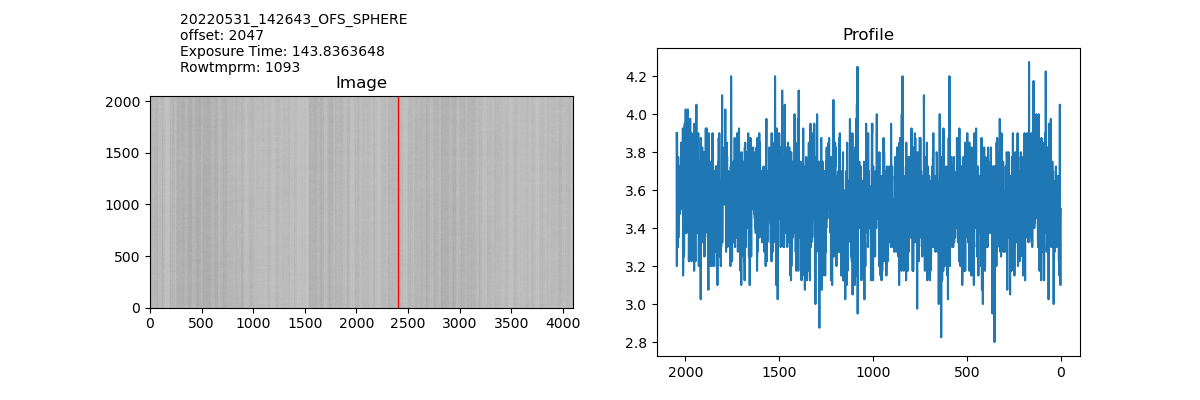 20220531_142643_OFS_SPHERE
offset: 2047
Exposure Time: 143.8363648
Rowtmprm: 1093
Image
2000
1500
1000
500
0
0 500 1000 1500 2000 2500 3000 3500 4000
Profile
4.2
4.0
3.8
3.6
3.4
3.2
3.0
2.8
2000 1500 1000 500 0